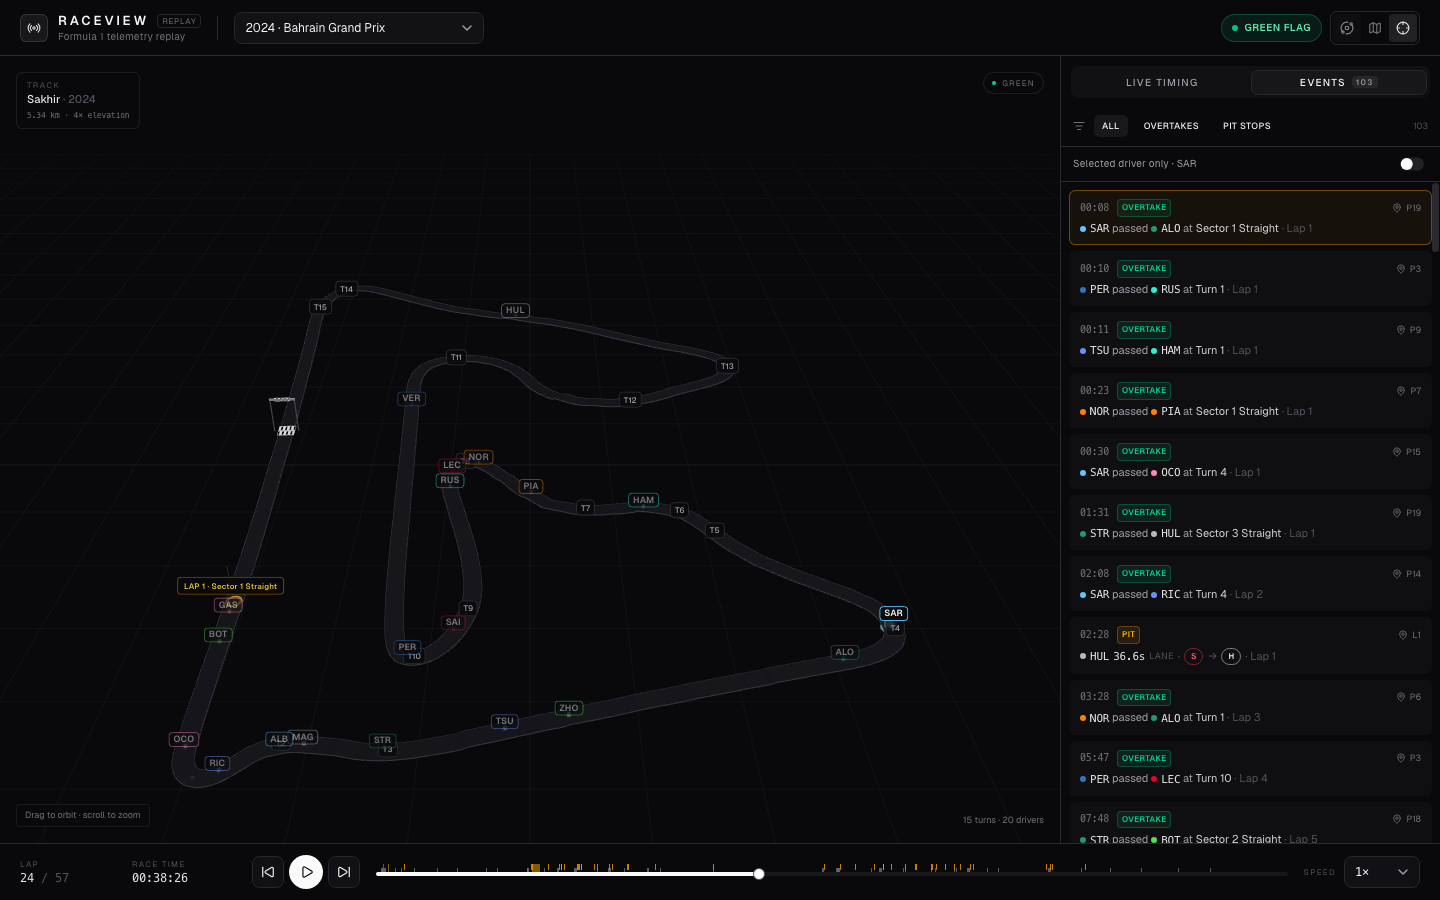 RACEVIEW REPLAY
Formula 1 telemetry replay
2024 · Bahrain Grand Prix
GREEN FLAG
TRACK
Sakhir · 2024
5.34 km · 4× elevation
GREEN
T14
T15
HUL
T11
T13
VER
T12
NOR
LEC
RUS
PIA
T7
HAM
T6
T5
LAP 1 · Sector 1 Straight
GAS
BOT
T9
SAI
SAR
T4
PER
T10
ALO
ZHO
TSU
OCO
ALB
MAG
STR
T3
RIC
Drag to orbit · scroll to zoom
15 turns · 20 drivers
LIVE TIMING
EVENTS 103
ALL
OVERTAKES
PIT STOPS
103
Selected driver only · SAR
00:08 OVERTAKE P19
SAR passed ALO at Sector 1 Straight · Lap 1
00:10 OVERTAKE P3
PER passed RUS at Turn 1 · Lap 1
00:11 OVERTAKE P9
TSU passed HAM at Turn 1 · Lap 1
00:23 OVERTAKE P7
NOR passed PIA at Sector 1 Straight · Lap 1
00:30 OVERTAKE P15
SAR passed OCO at Turn 4 · Lap 1
01:31 OVERTAKE P19
STR passed HUL at Sector 3 Straight · Lap 1
02:08 OVERTAKE P14
SAR passed RIC at Turn 4 · Lap 2
02:28 PIT L1
HUL 36.6s LANE · S → H · Lap 1
03:28 OVERTAKE P6
NOR passed ALO at Turn 1 · Lap 3
05:47 OVERTAKE P3
PER passed LEC at Turn 10 · Lap 4
07:48 OVERTAKE P18
STR passed BOT at Sector 2 Straight · Lap 5
LAP
24 / 57
RACE TIME
00:38:26
SPEED
1×